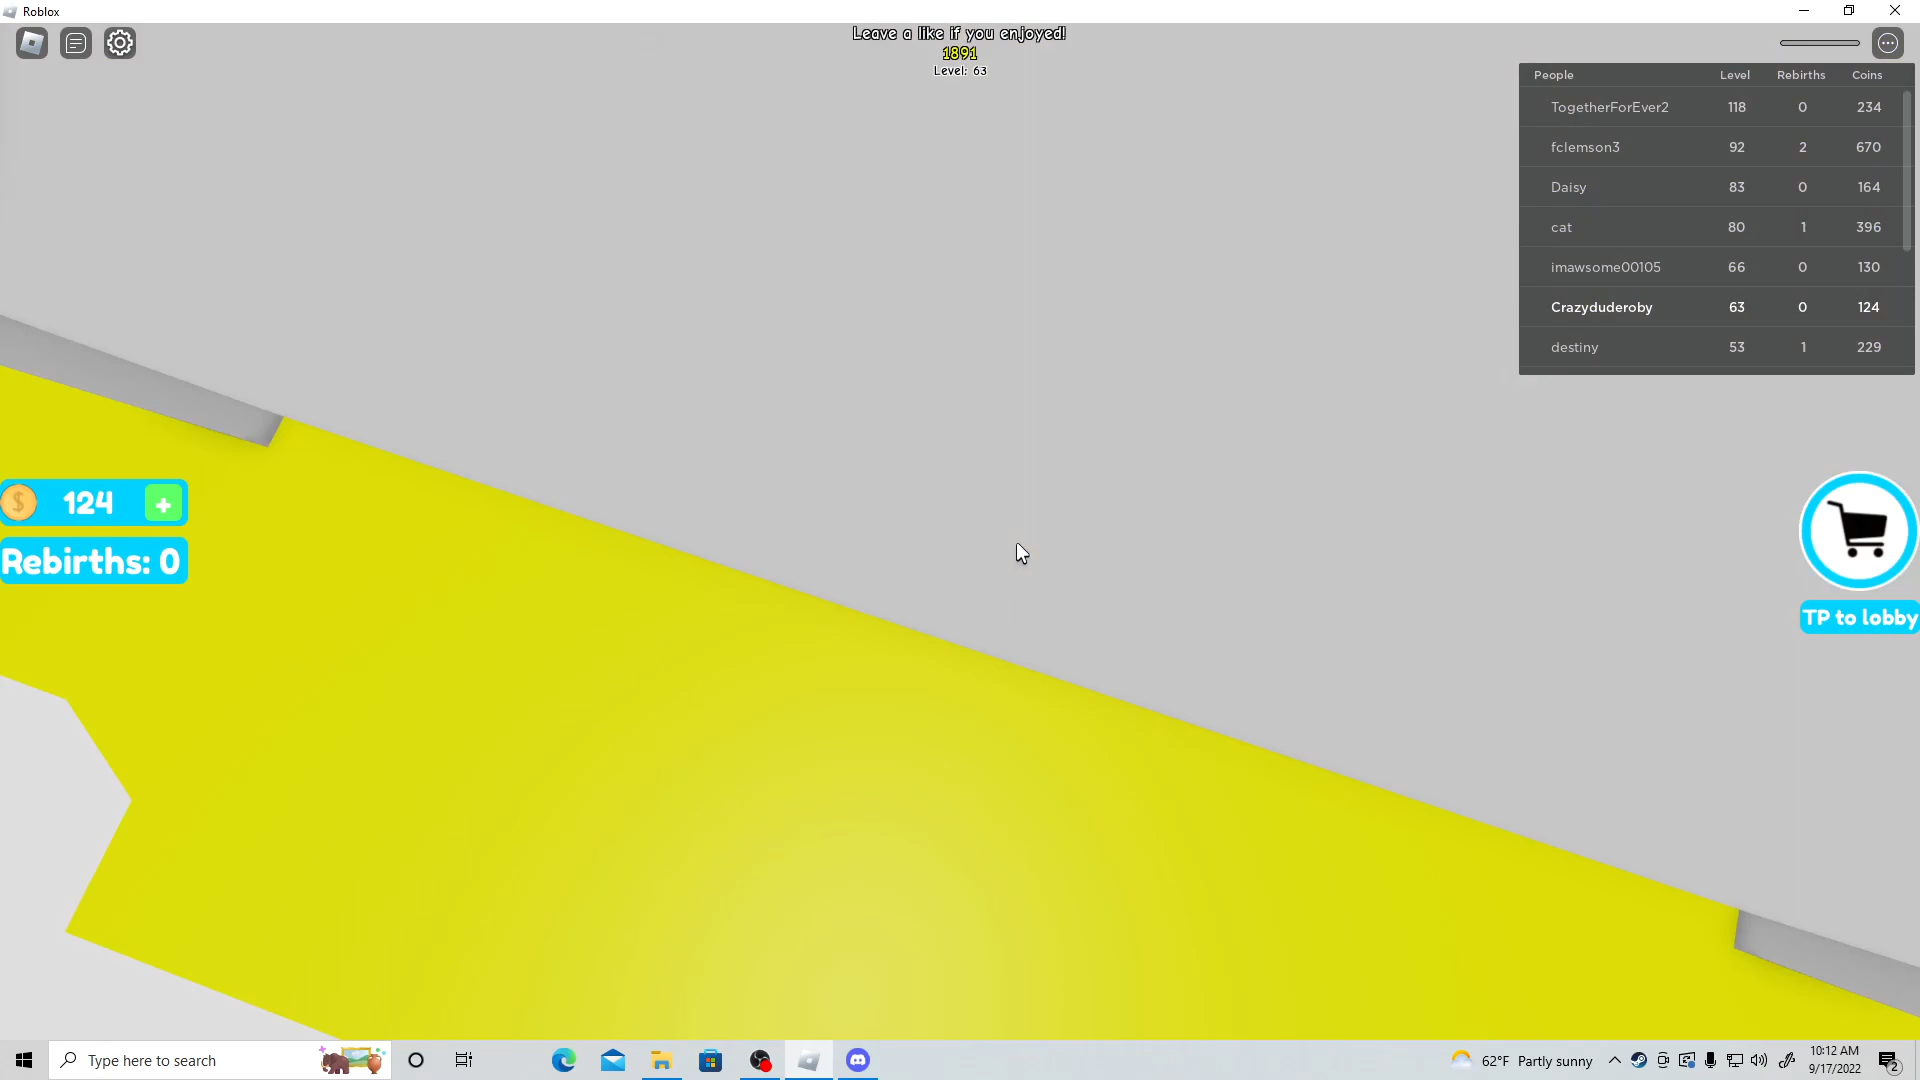 Roblox
Leave a like if you enjoyed!
1891
Level: 63
People Level Rebirths Coins
TogetherForEver2 118 0 234
fclemson3 92 2 670
Daisy 83 0 164
cat 80 1 396
imawsome00105 66 0 130
Crazyduderoby 63 0 124
destiny 53 1 229
$ 124 +
Rebirths: 0
TP to lobby
Type here to search
62°F Partly sunny
10:12 AM
9/17/2022
2